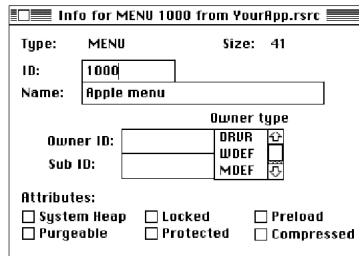 Info for MENU 1000 from YourApp.rsrc
Type: MENU Size: 41
ID: 1000
Name: Apple menu
Owner type
Owner ID: DRVR
WDEF
Sub ID: MDEF
Attributes:
System Heap Locked Preload
Purgeable Protected Compressed